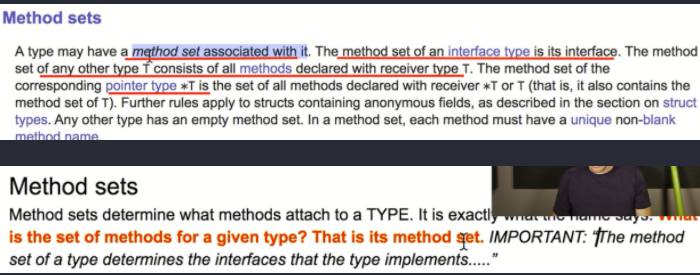 Method sets
A type may have a method set associated with it. The method set of an interface type is its interface. The method
set of any other type T consists of all methods declared with receiver type T. The method set of the
corresponding pointer type *T is the set of all methods declared with receiver *T or T (that is, it also contains the
method set of T). Further rules apply to structs containing anonymous fields, as described in the section on struct
types. Any other type has an empty method set. In a method set, each method must have a unique non-blank
method name.
Method sets
Method sets determine what methods attach to a TYPE. It is exactly what the name says. What
is the set of methods for a given type? That is its method set. IMPORTANT: “The method
set of a type determines the interfaces that the type implements.....”